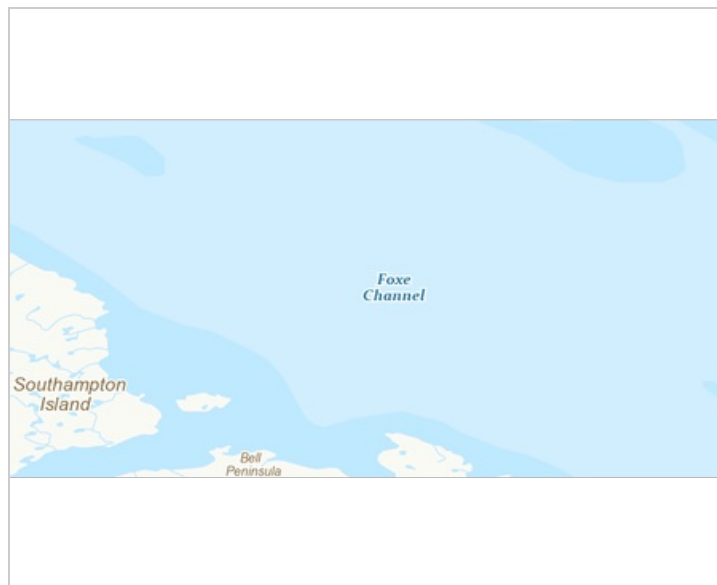 Foxe
Channel
Southampton
Island
Bell
Peninsula